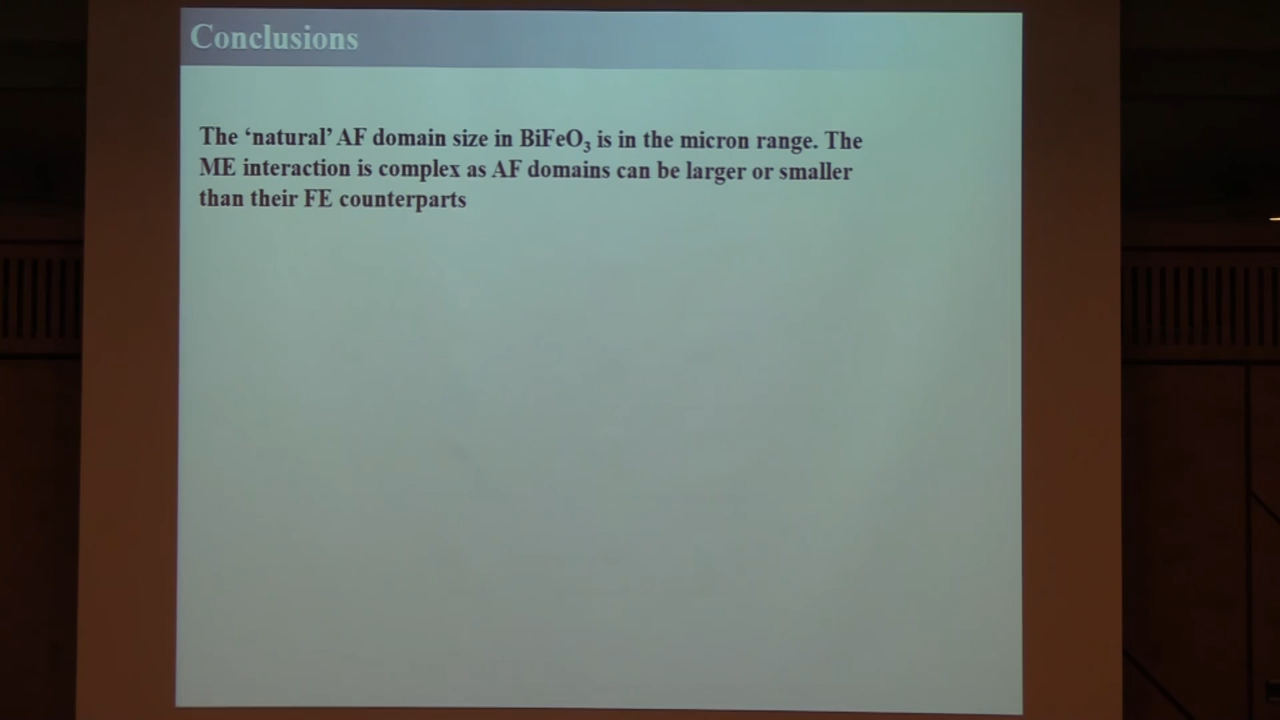 Conclusions
The ‘natural’ AF domain size in BiFeO₃ is in the micron range. The
ME interaction is complex as AF domains can be larger or smaller
than their FE counterparts